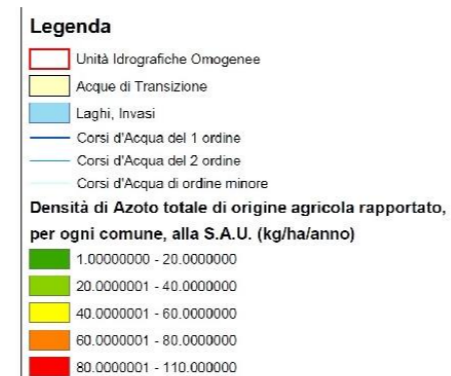 Legenda
Unità Idrografiche Omogenee
Acque di Transizione
Laghi, Invasi
Corsi d'Acqua del 1 ordine
Corsi d'Acqua del 2 ordine
Corsi d'Acqua di ordine minore
Densità di Azoto totale di origine agricola rapportato,
per ogni comune, alla S.A.U. (kg/ha/anno)
1.00000000 - 20.0000000
20.0000001 - 40.0000000
40.0000001 - 60.0000000
60.0000001 - 80.0000000
80.0000001 - 110.000000